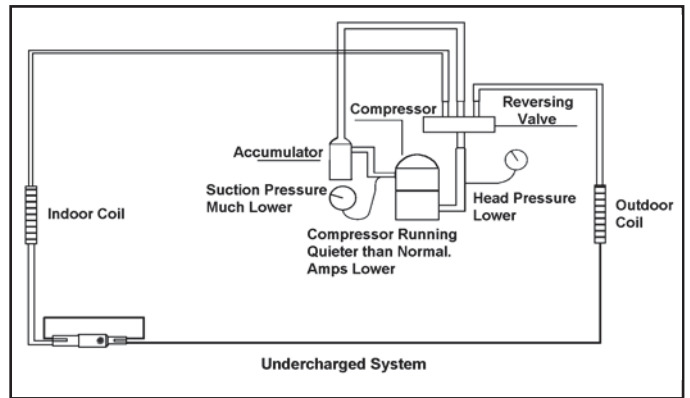 Compressor
Reversing
Valve
Accumulator
Suction Pressure
Much Lower
Head Pressure
Lower
Indoor Coil
Outdoor
Coil
Compressor Running
Quieter than Normal.
Amps Lower
Undercharged System